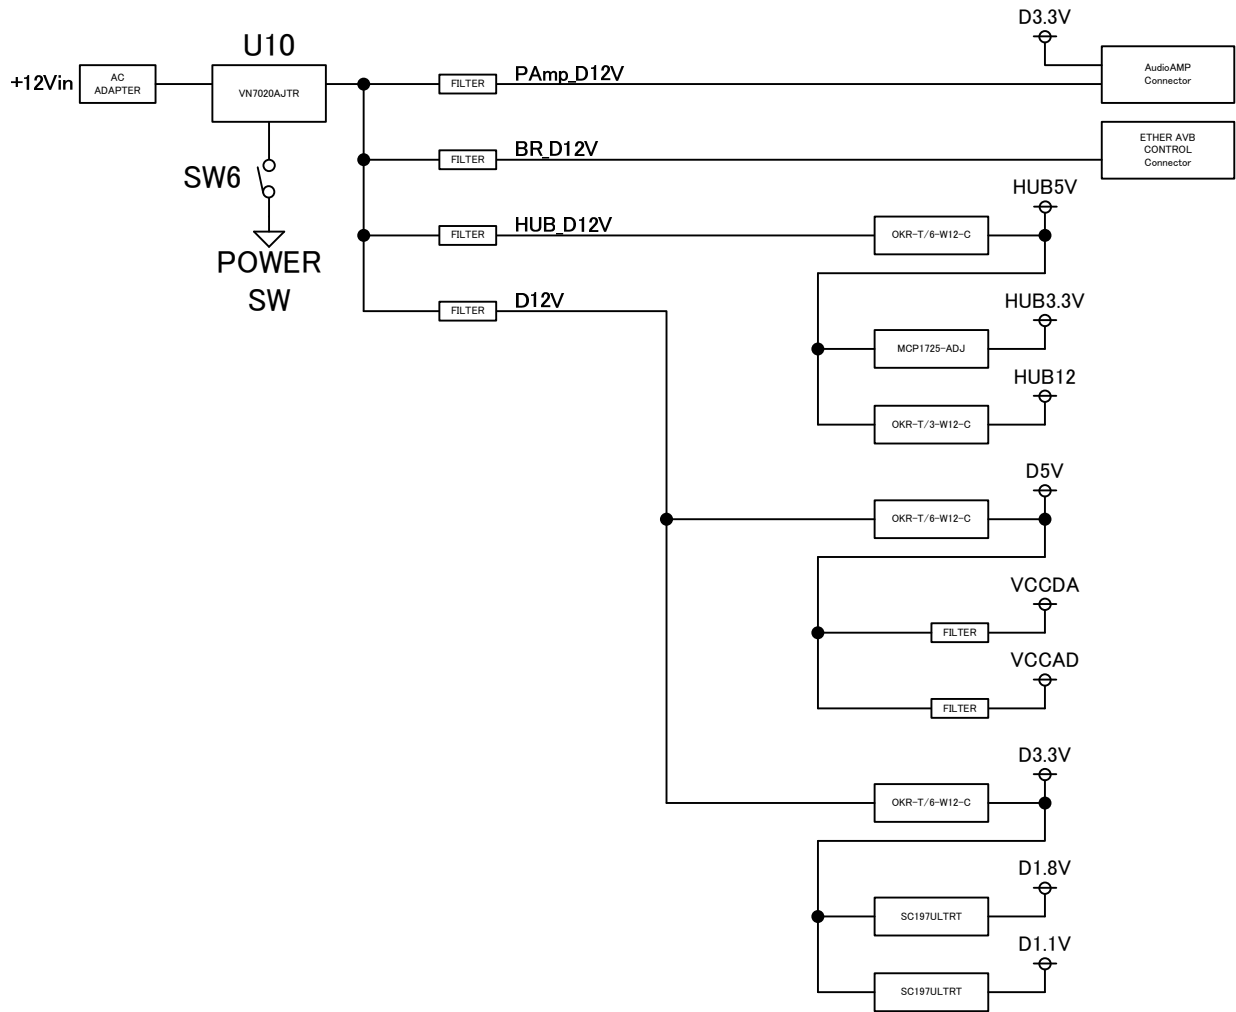 D3.3V
U10
+12Vin
AC
ADAPTER
VN7020AJTR
FILTER
PAmp_D12V
AudioAMP
Connector
FILTER
BR_D12V
ETHER AVB
CONTROL
Connector
SW6
HUB5V
FILTER
HUB_D12V
OKR-T/6-W12-C
POWER
SW
FILTER
D12V
HUB3.3V
MCP1725-ADJ
HUB12
OKR-T/3-W12-C
D5V
OKR-T/6-W12-C
VCCDA
FILTER
VCCAD
FILTER
D3.3V
OKR-T/6-W12-C
D1.8V
SC197ULTRT
D1.1V
SC197ULTRT